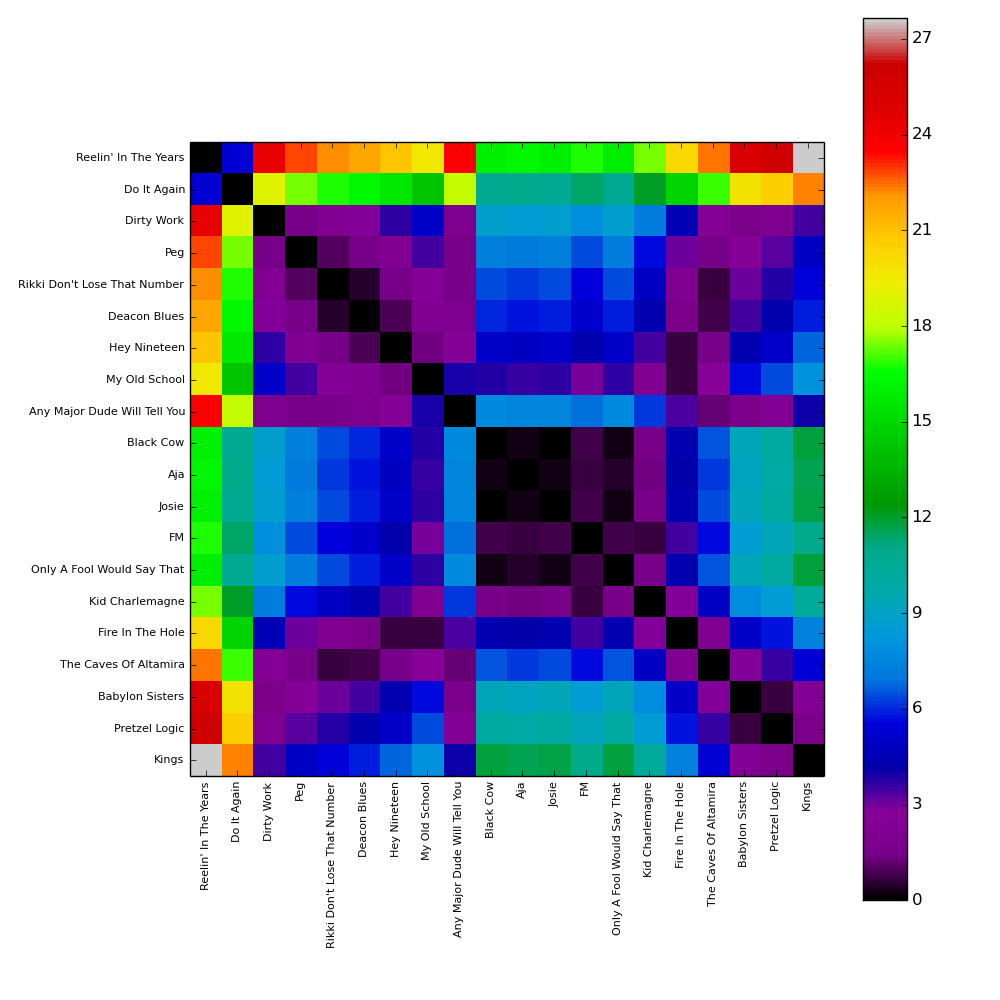 Reelin' In The Years
Do It Again
Dirty Work
Peg
Rikki Don't Lose That Number
Deacon Blues
Hey Nineteen
My Old School
Any Major Dude Will Tell You
Black Cow
Aja
Josie
FM
Only A Fool Would Say That
Kid Charlemagne
Fire In The Hole
The Caves Of Altamira
Babylon Sisters
Pretzel Logic
Kings
Reelin' In The Years
Do It Again
Dirty Work
Peg
Rikki Don't Lose That Number
Deacon Blues
Hey Nineteen
My Old School
Any Major Dude Will Tell You
Black Cow
Aja
Josie
FM
Only A Fool Would Say That
Kid Charlemagne
Fire In The Hole
The Caves Of Altamira
Babylon Sisters
Pretzel Logic
Kings
27
24
21
18
15
12
9
6
3
0